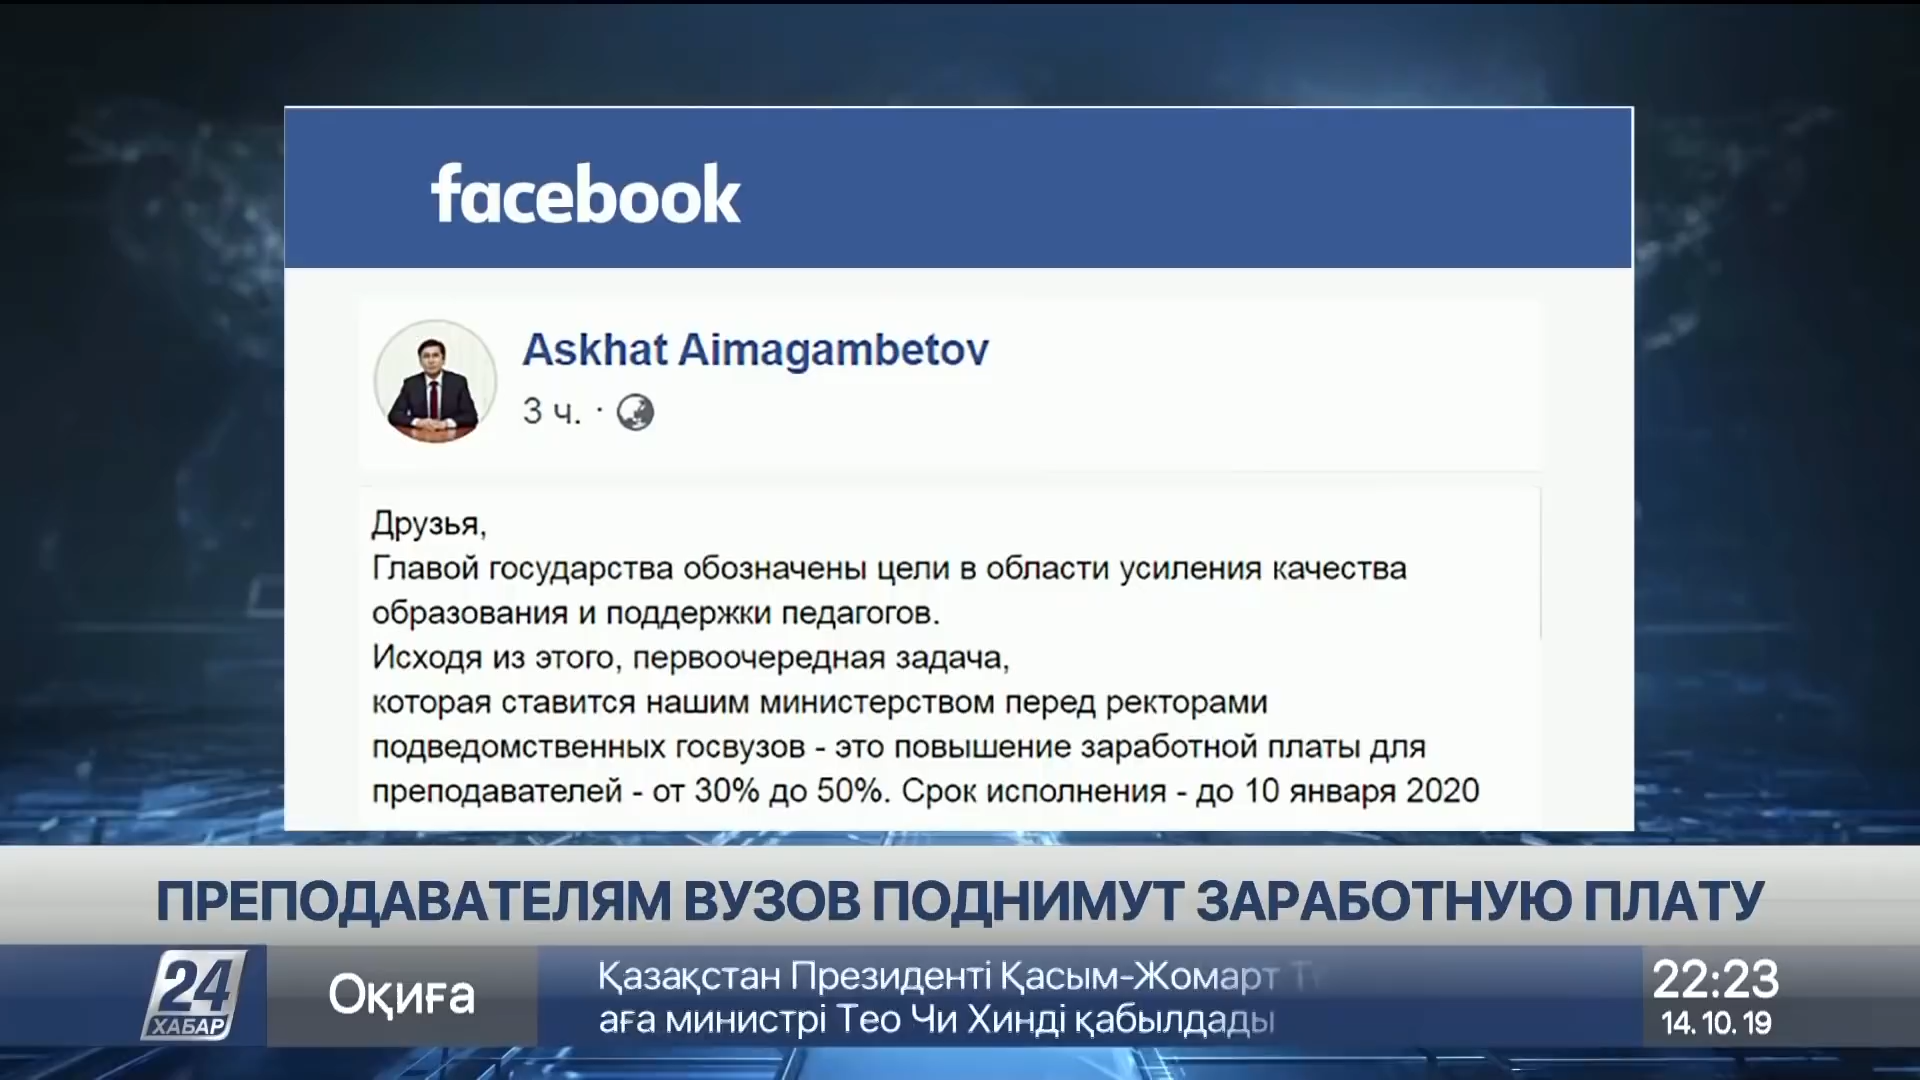 facebook
Askhat Aimagambetov
3 ч. ·
Друзья,
Главой государства обозначены цели в области усиления качества
образования и поддержки педагогов.
Исходя из этого, первоочередная задача,
которая ставится нашим министерством перед ректорами
подведомственных госвузов - это повышение заработной платы для
преподавателей - от 30% до 50%. Срок исполнения - до 10 января 2020
ПРЕПОДАВАТЕЛЯМ ВУЗОВ ПОДНИМУТ ЗАРАБОТНУЮ ПЛАТУ
24
ХАБАР
Оқиға
Қазақстан Президенті Қасым-Жомарт
аға министрі Тео Чи Хинді қабылдады
22:23
14.10.19